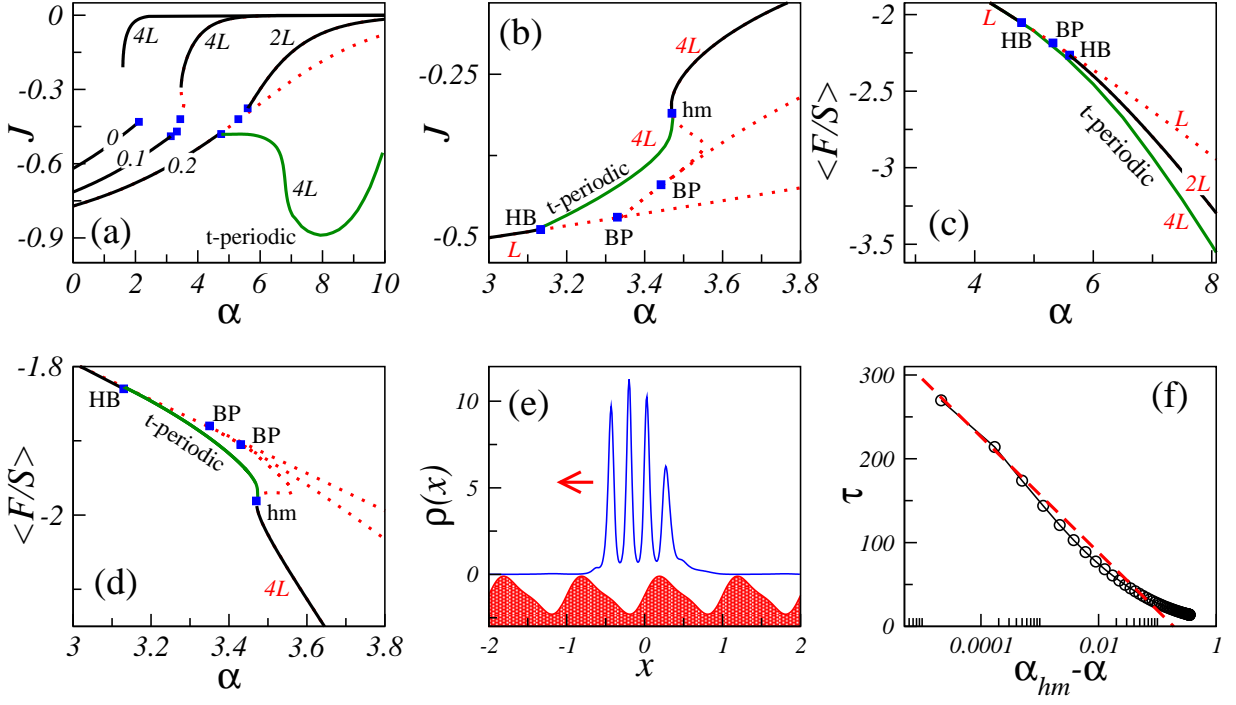 0
-0.3
-0.6
-0.9
J
4L
4L
2L
0
0.1
0.2
4L
(a)
t-periodic
0 2 4 6 8 10
α
(b)
-0.25
-0.5
J
4L
hm
4L
t-periodic
HB
BP
BP
L
3 3.2 3.4 3.6 3.8
α
-2
-2.5
-3
-3.5
<F/S>
L
HB
BP
HB
L
t-periodic
2L
4L
(c)
4 6 8
α
-1.8
-2
<F/S>
HB
BP
BP
t-periodic
hm
4L
(d)
3 3.2 3.4 3.6 3.8
α
10
5
0
ρ(x)
(e)
-2 -1 0 1 2
x
300
200
100
0
τ
(f)
0.0001 0.01 1
αhm-α